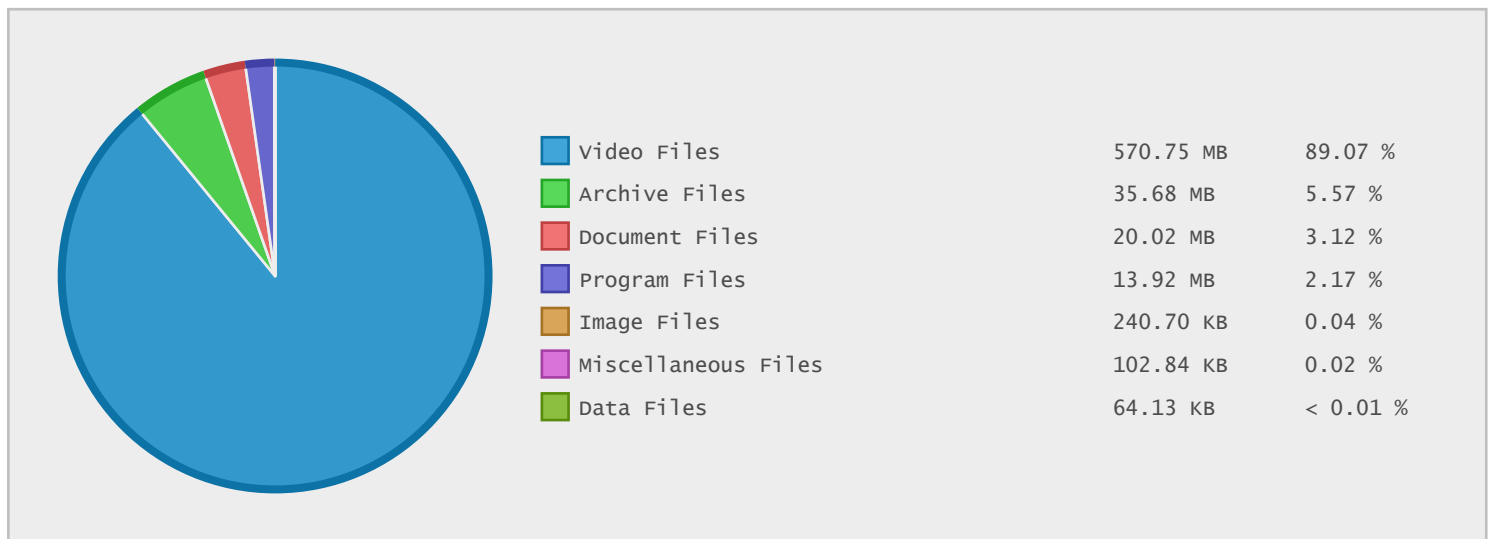 Video Files 570.75 MB 89.07 %
Archive Files 35.68 MB 5.57 %
Document Files 20.02 MB 3.12 %
Program Files 13.92 MB 2.17 %
Image Files 240.70 KB 0.04 %
Miscellaneous Files 102.84 KB 0.02 %
Data Files 64.13 KB < 0.01 %